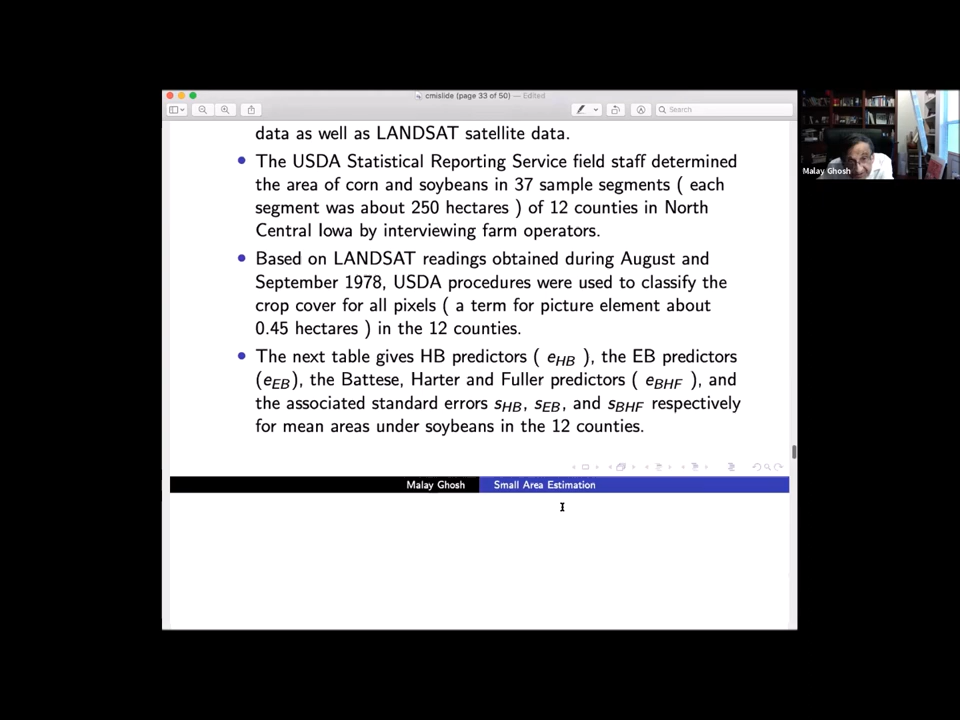 cmislide (page 33 of 50) — Edited
Search
data as well as LANDSAT satellite data.
• The USDA Statistical Reporting Service field staff determined
the area of corn and soybeans in 37 sample segments ( each
segment was about 250 hectares ) of 12 counties in North
Central Iowa by interviewing farm operators.
• Based on LANDSAT readings obtained during August and
September 1978, USDA procedures were used to classify the
crop cover for all pixels ( a term for picture element about
0.45 hectares ) in the 12 counties.
• The next table gives HB predictors ( e_HB ), the EB predictors
(e_EB), the Battese, Harter and Fuller predictors ( e_BHF ), and
the associated standard errors s_HB, s_EB, and s_BHF respectively
for mean areas under soybeans in the 12 counties.
Malay Ghosh Small Area Estimation
Malay Ghosh